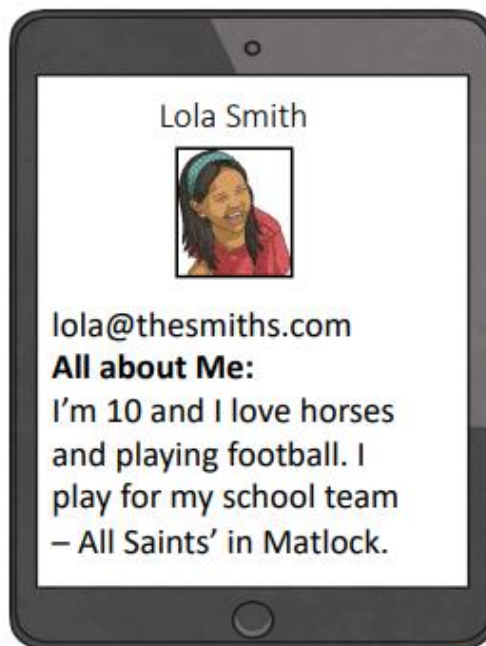 Lola Smith
lola@thesmiths.com
All about Me:
I’m 10 and I love horses
and playing football. I
play for my school team
– All Saints’ in Matlock.